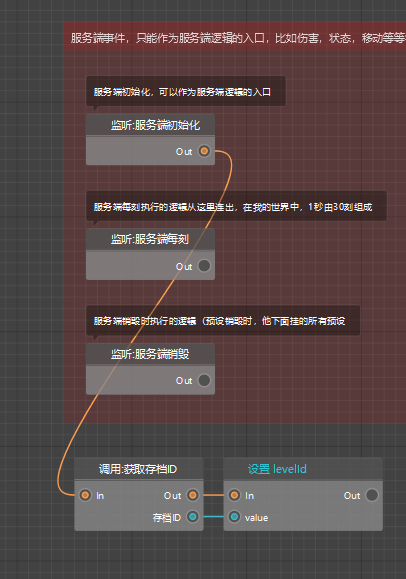 服务端事件，只能作为服务端逻辑的入口，比如伤害，状态，移动等等
服务端初始化，可以作为服务端逻辑的入口
监听:服务端初始化
Out
服务端每刻执行的逻辑从这里连出，在我的世界中，1秒由30刻组成
监听:服务端每刻
Out
服务端销毁时执行的逻辑（预设销毁时，他下面挂的所有预设
监听:服务端销毁
Out
调用:获取存档ID
In Out
存档ID
设置 levelId
In Out
value